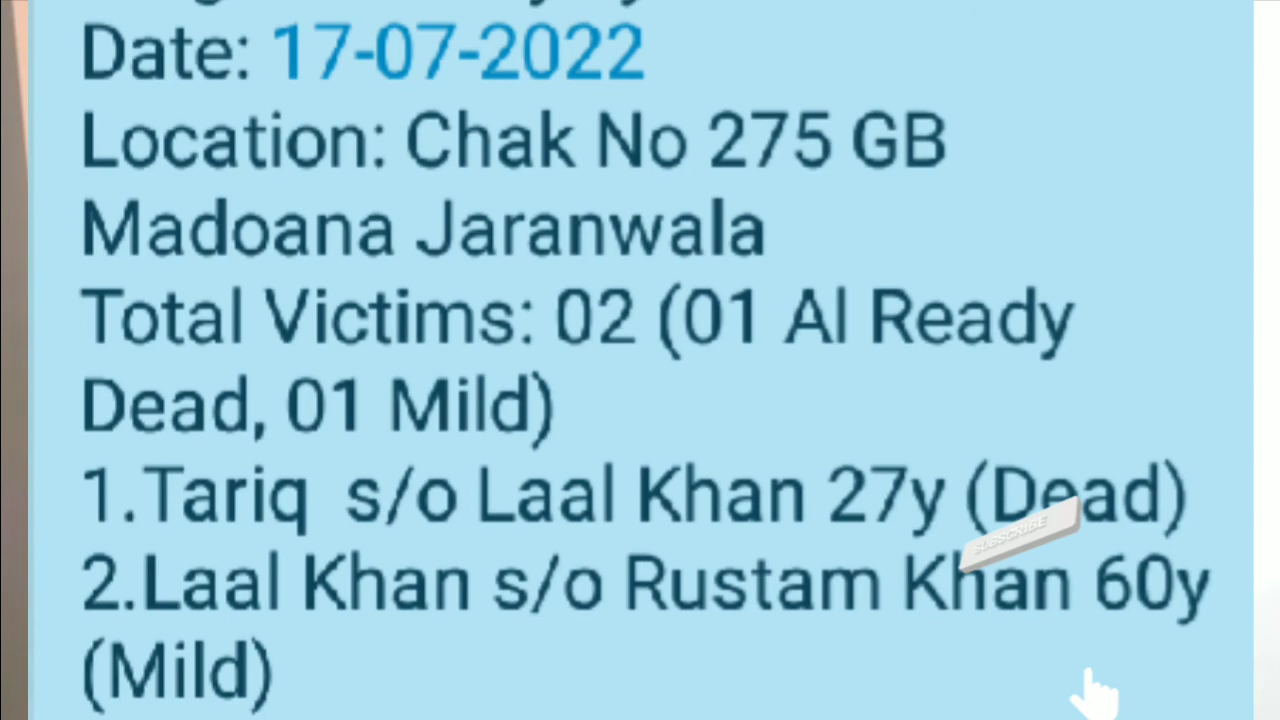 Date: 17-07-2022
Location: Chak No 275 GB
Madoana Jaranwala
Total Victims: 02 (01 Al Ready
Dead, 01 Mild)
1.Tariq s/o Laal Khan 27y (Dead)
SUBSCRIBE
2.Laal Khan s/o Rustam Khan 60y
(Mild)